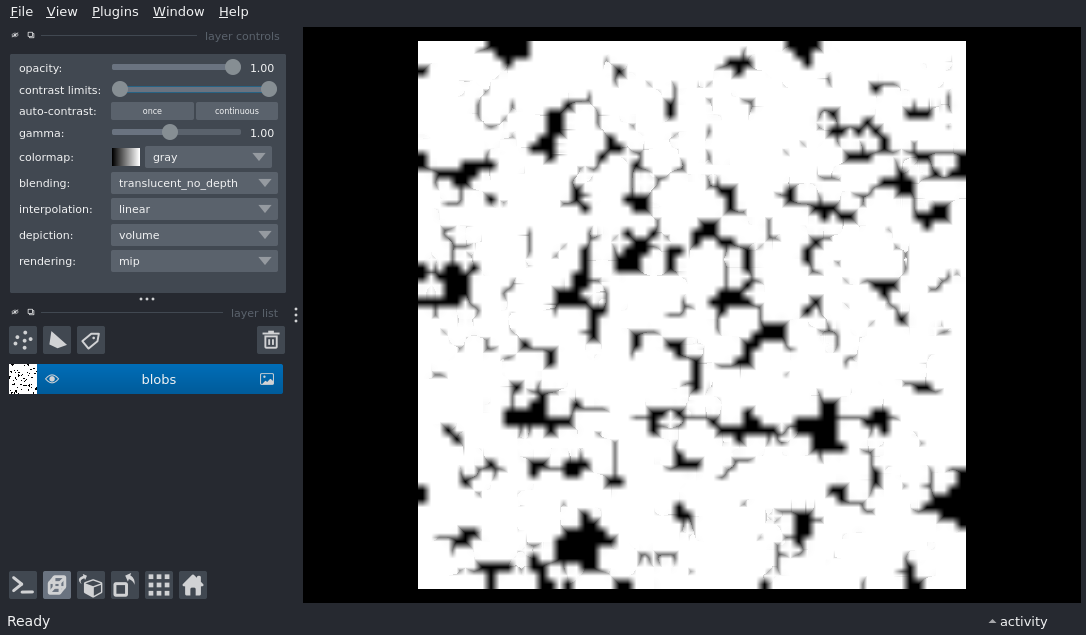 File View Plugins Window Help
layer controls
opacity: 1.00
contrast limits:
auto-contrast: once continuous
gamma: 1.00
colormap: gray
blending: translucent_no_depth
interpolation: linear
depiction: volume
rendering: mip
layer list
blobs
Ready activity